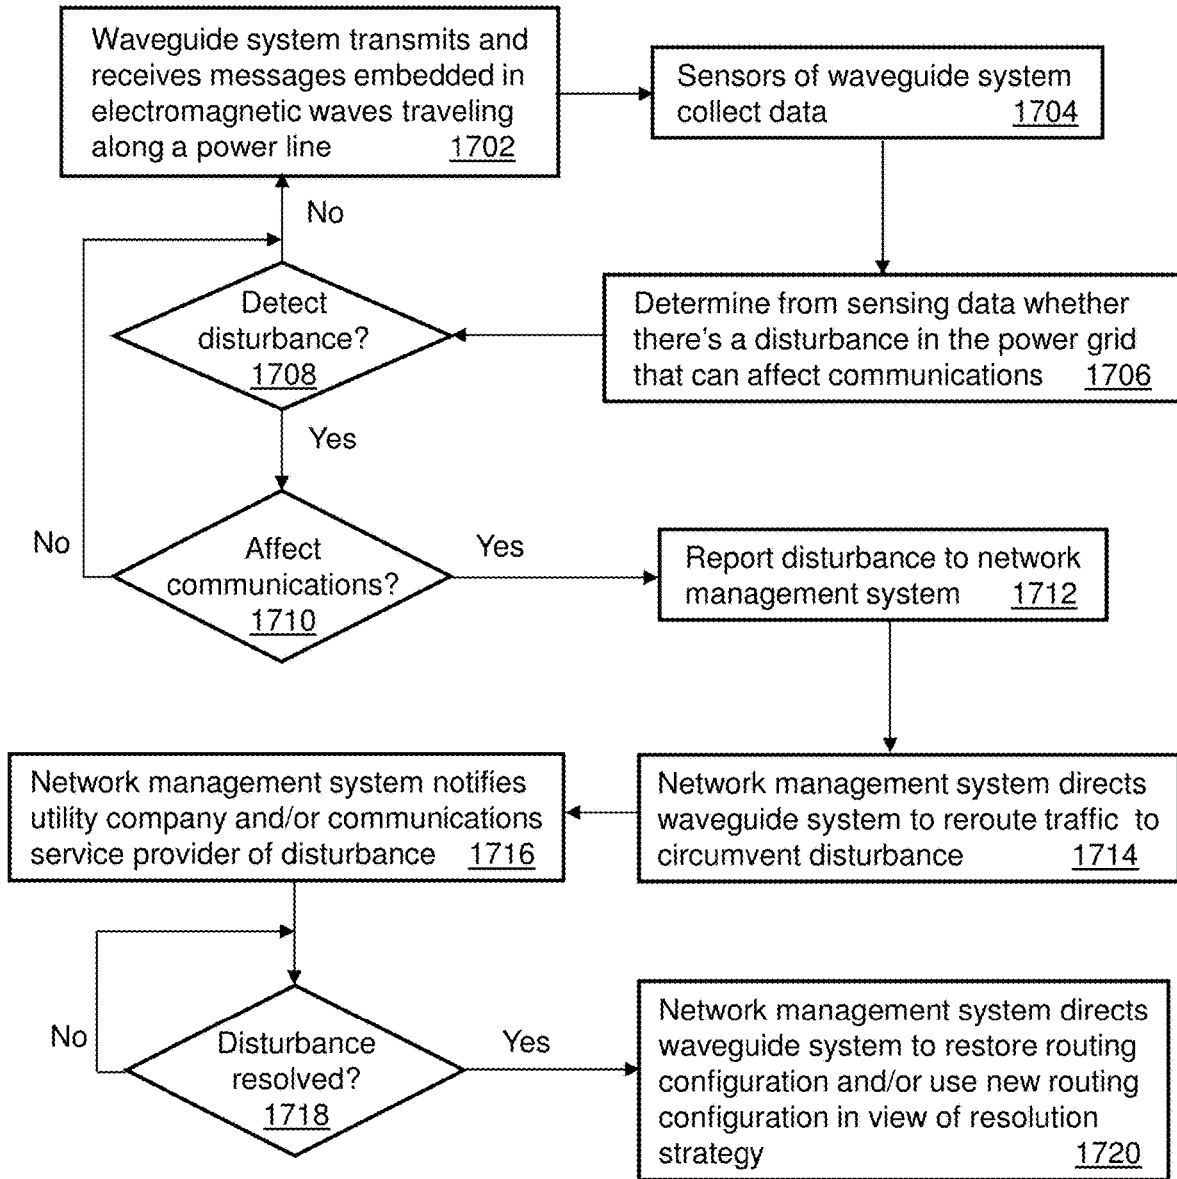 Waveguide system transmits and
receives messages embedded in
electromagnetic waves traveling
along a power line 1702
Sensors of waveguide system
collect data 1704
No
Detect
disturbance?
1708
Determine from sensing data whether
there's a disturbance in the power grid
that can affect communications 1706
Yes
No
Affect
communications?
1710
Yes
Report disturbance to network
management system 1712
Network management system directs
waveguide system to reroute traffic to
circumvent disturbance 1714
Network management system notifies
utility company and/or communications
service provider of disturbance 1716
No
Disturbance
resolved?
1718
Yes
Network management system directs
waveguide system to restore routing
configuration and/or use new routing
configuration in view of resolution
strategy 1720